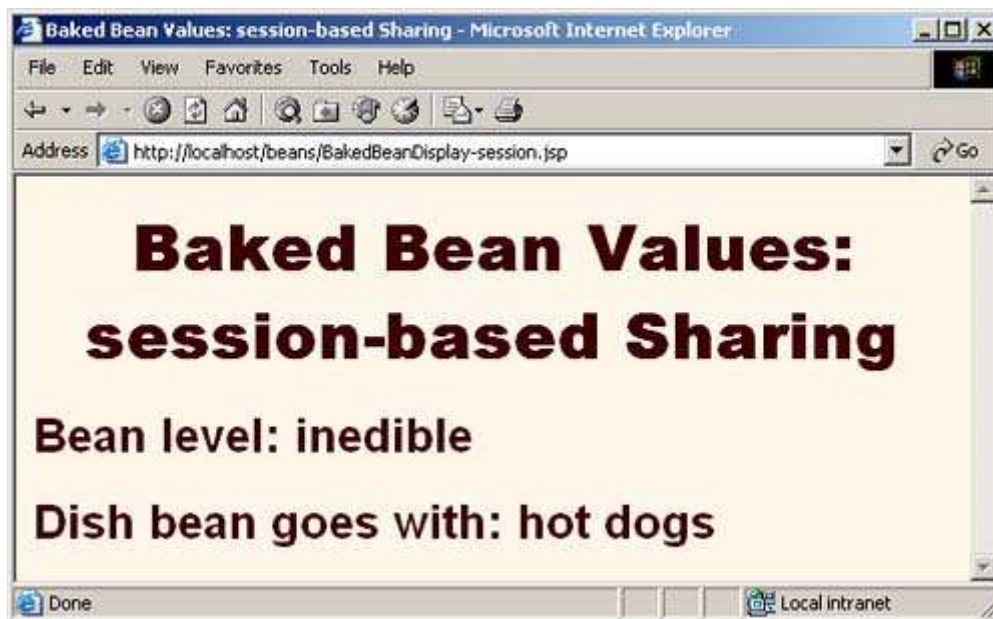 Baked Bean Values: session-based Sharing - Microsoft Internet Explorer
File Edit View Favorites Tools Help
Address http://localhost/beans/BakedBeanDisplay-session.jsp Go
Baked Bean Values:
session-based Sharing
Bean level: inedible
Dish bean goes with: hot dogs
Done Local intranet